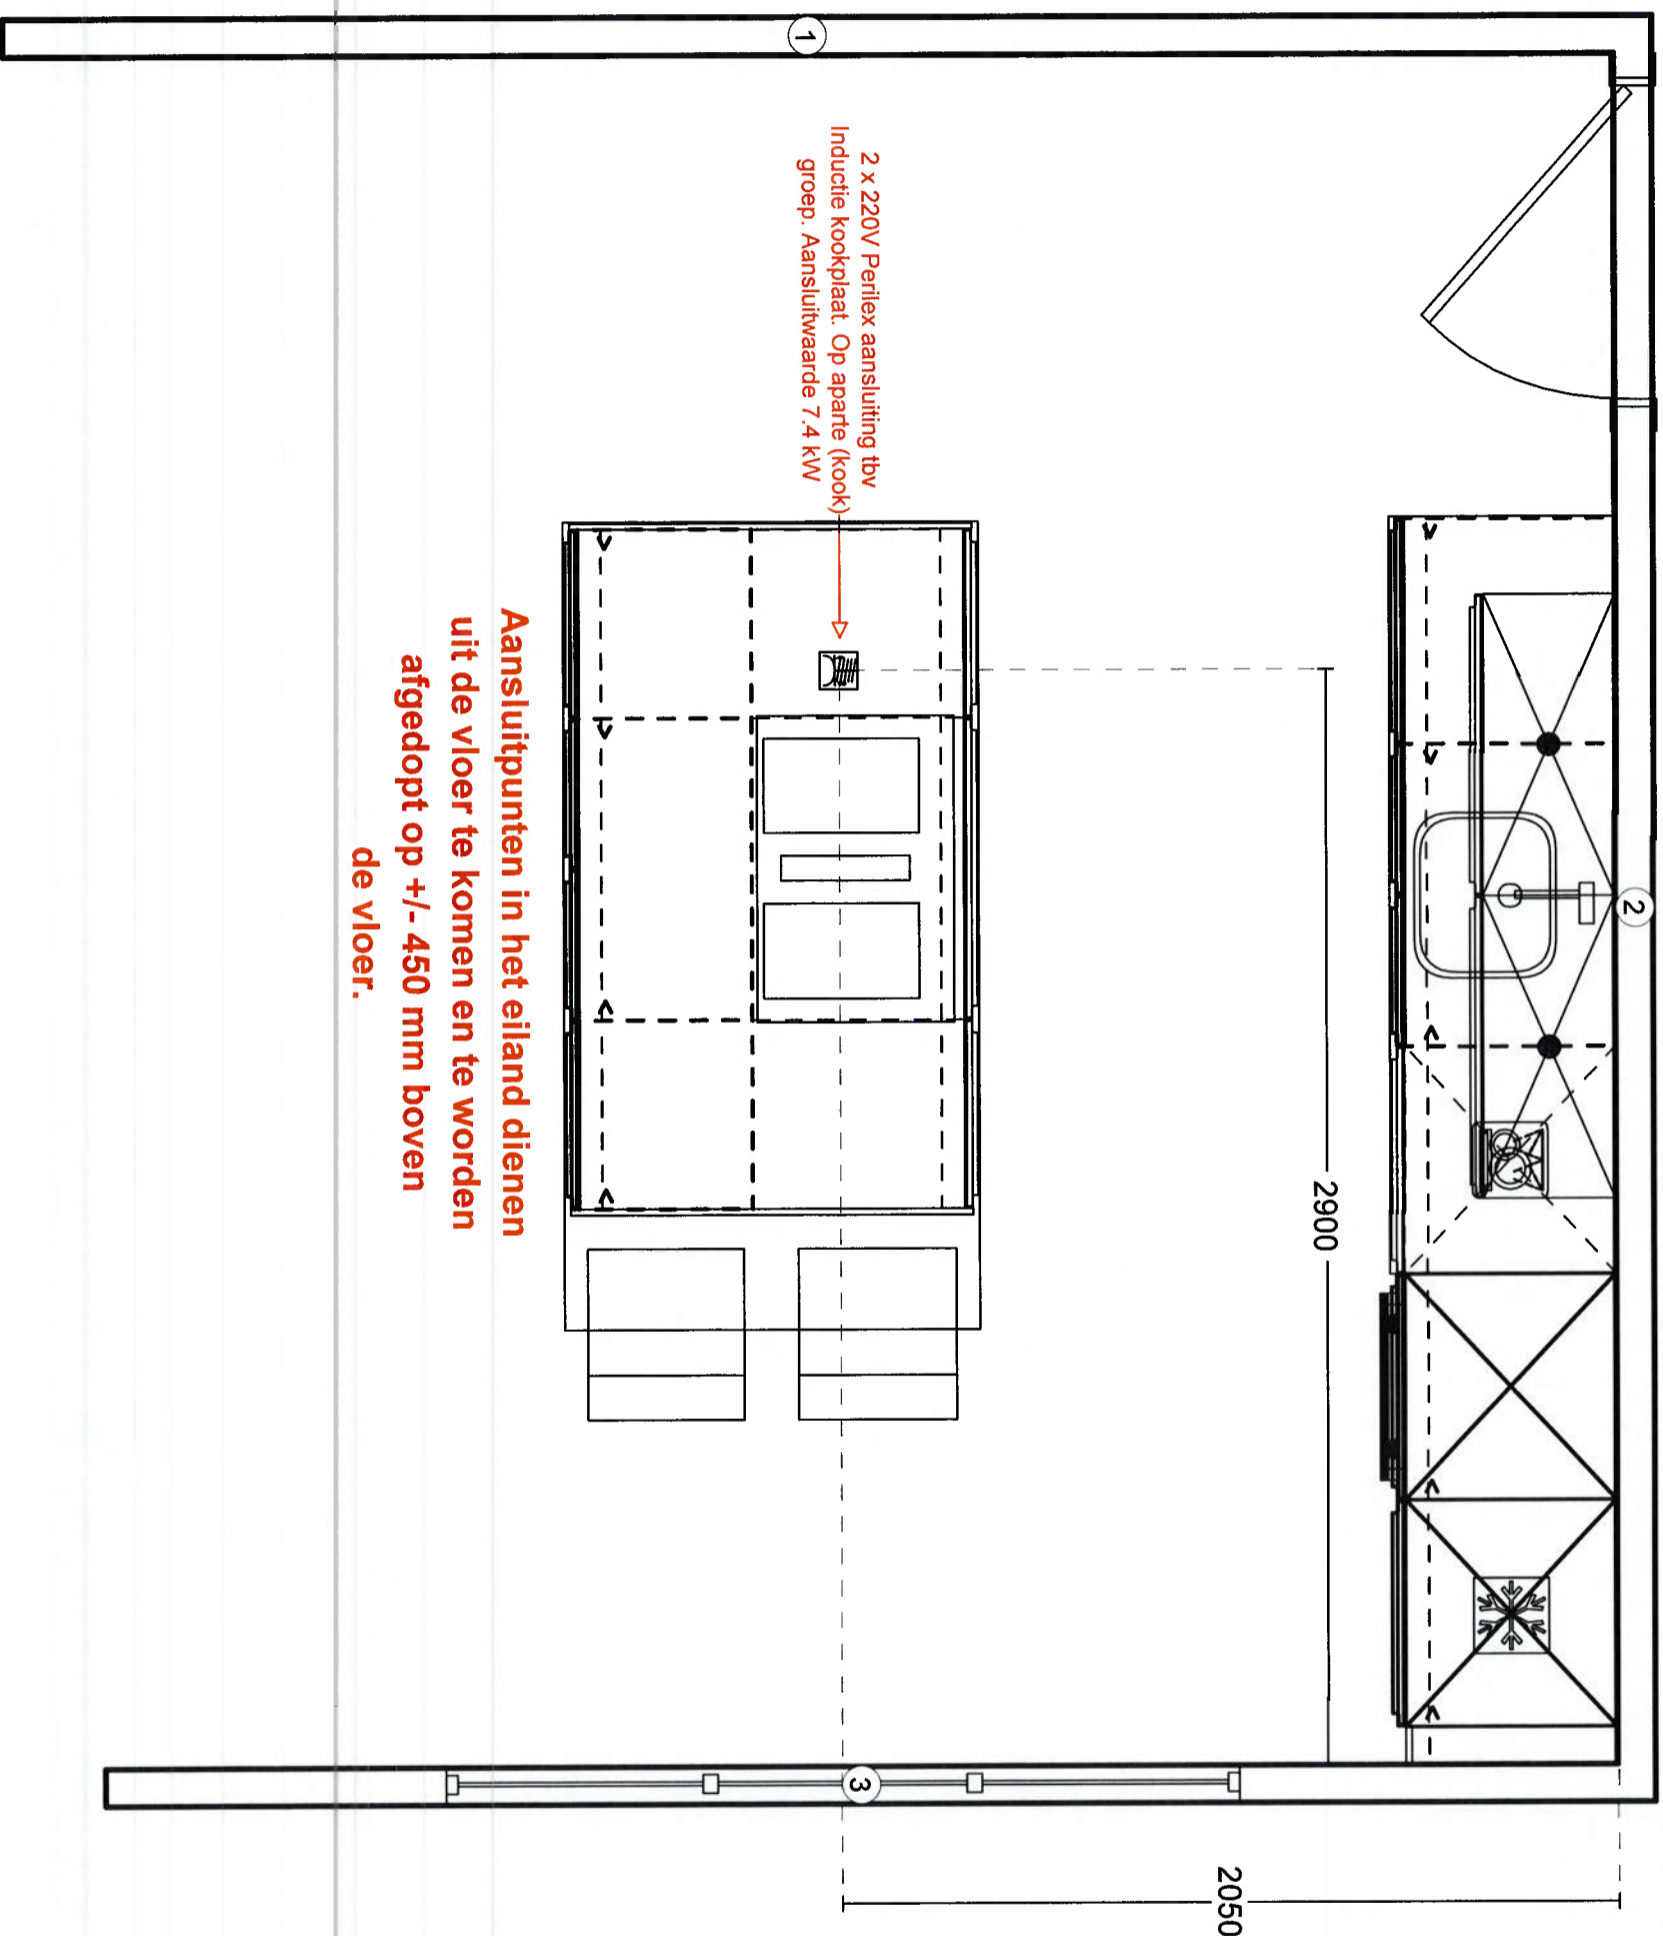 1
2
2 x 220V Perilex aansluiting tbv
Inductie kookplaat. Op aparte (kook)
groep. Aansluitwaarde 7.4 kW
2900
Aansluitpunten in het eiland dienen
uit de vloer te komen en te worden
afgedopt op +/- 450 mm boven
de vloer.
3
2050